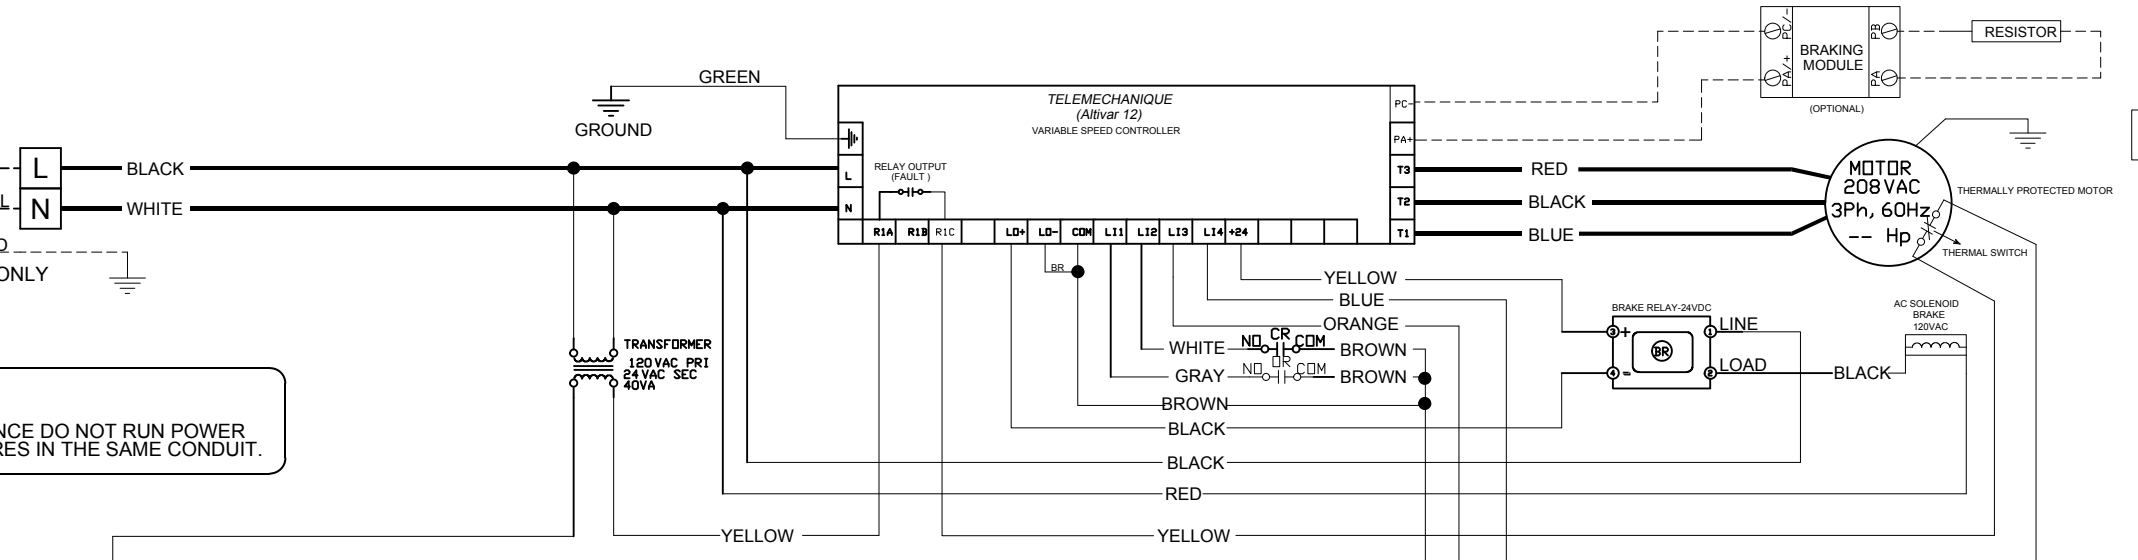 GREEN
GROUND
TELEMECHANIQUE
(Altivar 12)
VARIABLE SPEED CONTROLLER
RELAY OUTPUT
(FAULT )
L
N
PC-
PA+
T3
T2
T1
R1A R1B R1C LO+ LO- COM LI1 LI2 LI3 LI4 +24
PC/-
PA/+
BRAKING
MODULE
PB
PA
(OPTIONAL)
RESISTOR
L BLACK
L N WHITE
ONLY
RED
BLACK
BLUE
MOTOR
208VAC
3Ph, 60Hz
-- Hp
THERMALLY PROTECTED MOTOR
THERMAL SWITCH
BR
YELLOW
BLUE
ORANGE
WHITE NO CR COM BROWN
GRAY NO OR COM BROWN
BROWN
BLACK
BLACK
RED
YELLOW
YELLOW
TRANSFORMER
120VAC PRI
24VAC SEC
40VA
BRAKE RELAY-24VDC
3 + 1 LINE
BR
4 - 2 LOAD
BLACK
AC SOLENOID
BRAKE
120VAC
NCE DO NOT RUN POWER
RES IN THE SAME CONDUIT.